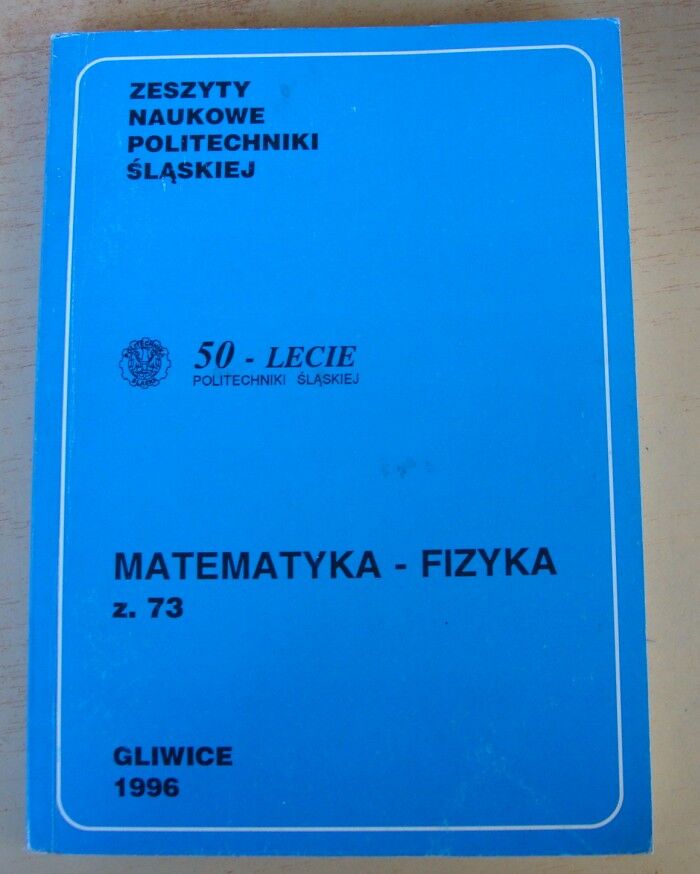 ZESZYTY
NAUKOWE
POLITECHNIKI
ŚLĄSKIEJ
50 - LECIE
POLITECHNIKI ŚLĄSKIEJ
MATEMATYKA - FIZYKA
z. 73
GLIWICE
1996